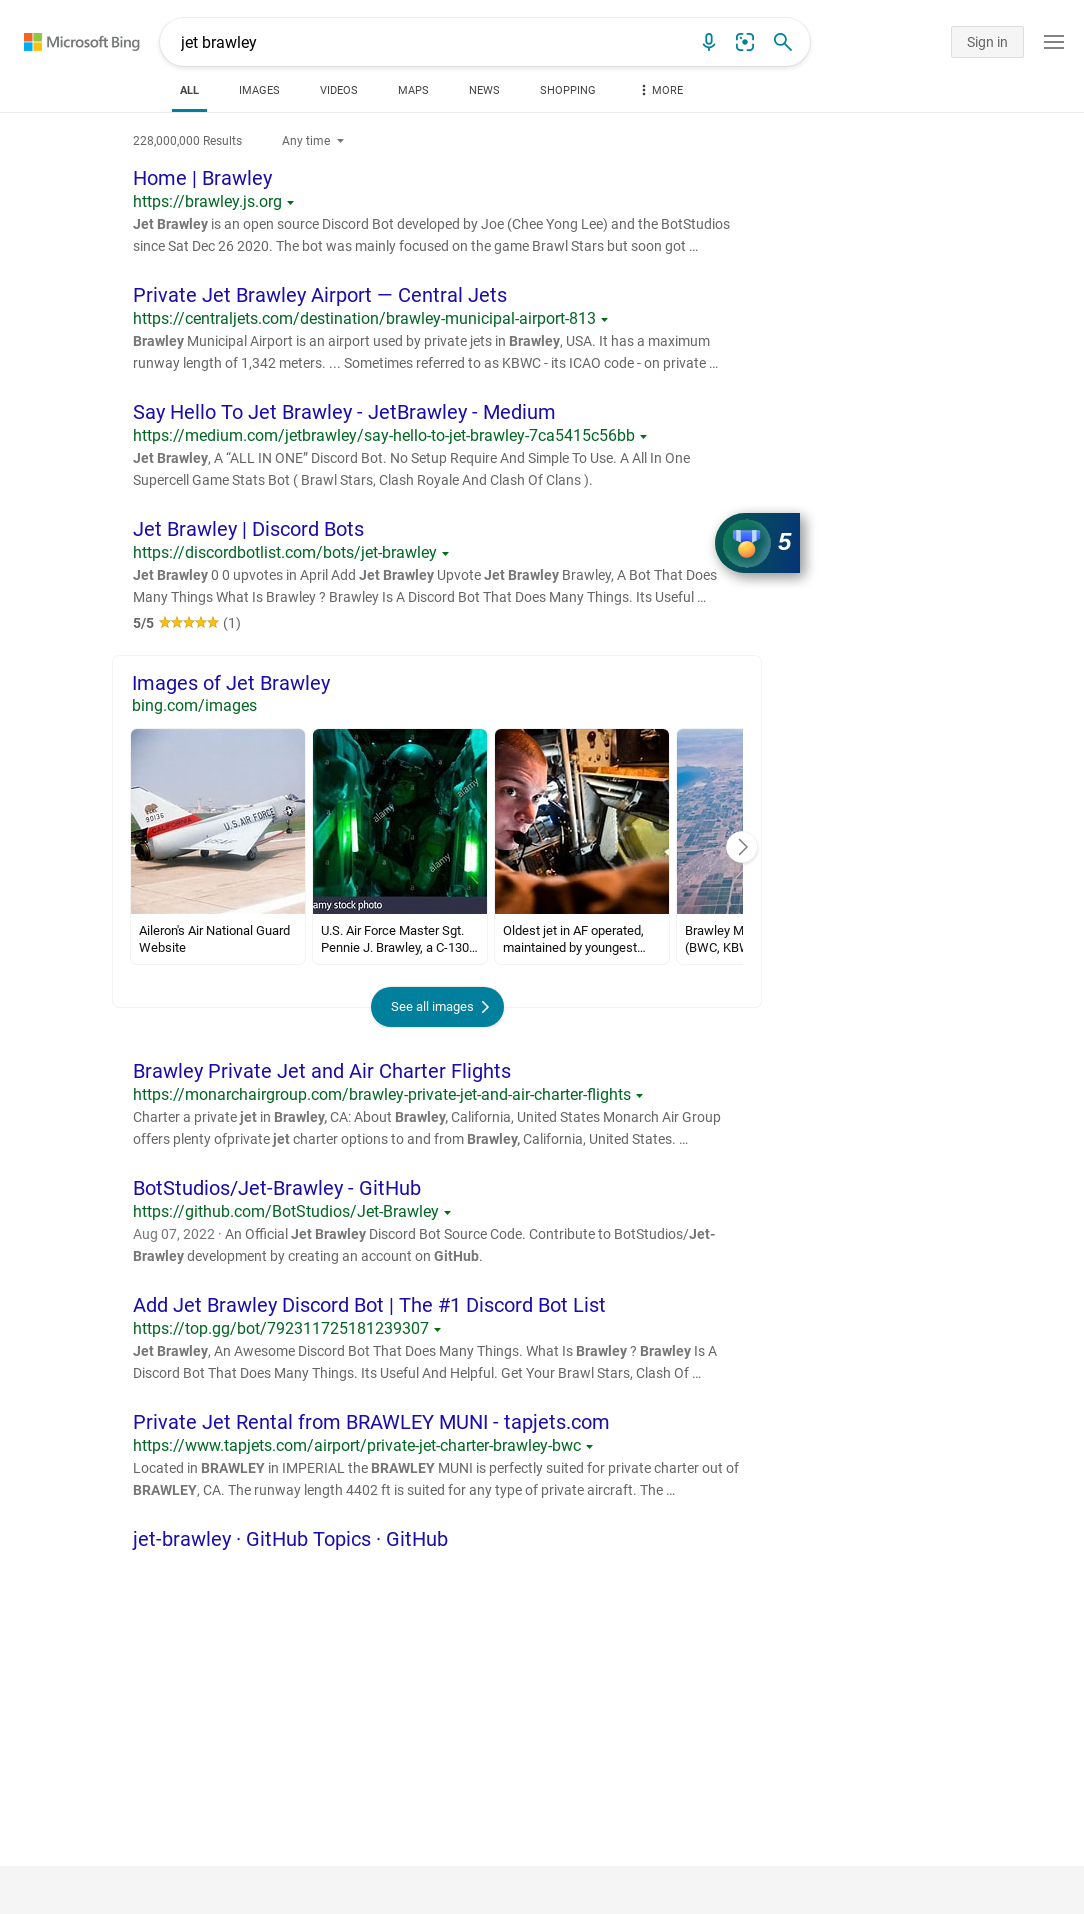 Microsoft Bing
jet brawley
Sign in
ALL IMAGES VIDEOS MAPS NEWS SHOPPING MORE
228,000,000 Results Any time
Home | Brawley
https://brawley.js.org
Jet Brawley is an open source Discord Bot developed by Joe (Chee Yong Lee) and the BotStudios
since Sat Dec 26 2020. The bot was mainly focused on the game Brawl Stars but soon got …
Private Jet Brawley Airport — Central Jets
https://centraljets.com/destination/brawley-municipal-airport-813
Brawley Municipal Airport is an airport used by private jets in Brawley, USA. It has a maximum
runway length of 1,342 meters. ... Sometimes referred to as KBWC - its ICAO code - on private …
Say Hello To Jet Brawley - JetBrawley - Medium
https://medium.com/jetbrawley/say-hello-to-jet-brawley-7ca5415c56bb
Jet Brawley, A “ALL IN ONE” Discord Bot. No Setup Require And Simple To Use. A All In One
Supercell Game Stats Bot ( Brawl Stars, Clash Royale And Clash Of Clans ).
Jet Brawley | Discord Bots
https://discordbotlist.com/bots/jet-brawley
5
Jet Brawley 0 0 upvotes in April Add Jet Brawley Upvote Jet Brawley Brawley, A Bot That Does
Many Things What Is Brawley ? Brawley Is A Discord Bot That Does Many Things. Its Useful …
5/5 (1)
Images of Jet Brawley
bing.com/images
90136
CALIFORNIA
U.S. AIR FORCE
alamy
alamy
alamy
amy stock photo
Aileron's Air National Guard
Website
U.S. Air Force Master Sgt.
Pennie J. Brawley, a C-130…
Oldest jet in AF operated,
maintained by youngest…
Brawley M
(BWC, KBW
See all images
Brawley Private Jet and Air Charter Flights
https://monarchairgroup.com/brawley-private-jet-and-air-charter-flights
Charter a private jet in Brawley, CA: About Brawley, California, United States Monarch Air Group
offers plenty ofprivate jet charter options to and from Brawley, California, United States. …
BotStudios/Jet-Brawley - GitHub
https://github.com/BotStudios/Jet-Brawley
Aug 07, 2022 · An Official Jet Brawley Discord Bot Source Code. Contribute to BotStudios/Jet-
Brawley development by creating an account on GitHub.
Add Jet Brawley Discord Bot | The #1 Discord Bot List
https://top.gg/bot/792311725181239307
Jet Brawley, An Awesome Discord Bot That Does Many Things. What Is Brawley ? Brawley Is A
Discord Bot That Does Many Things. Its Useful And Helpful. Get Your Brawl Stars, Clash Of …
Private Jet Rental from BRAWLEY MUNI - tapjets.com
https://www.tapjets.com/airport/private-jet-charter-brawley-bwc
Located in BRAWLEY in IMPERIAL the BRAWLEY MUNI is perfectly suited for private charter out of
BRAWLEY, CA. The runway length 4402 ft is suited for any type of private aircraft. The …
jet-brawley · GitHub Topics · GitHub